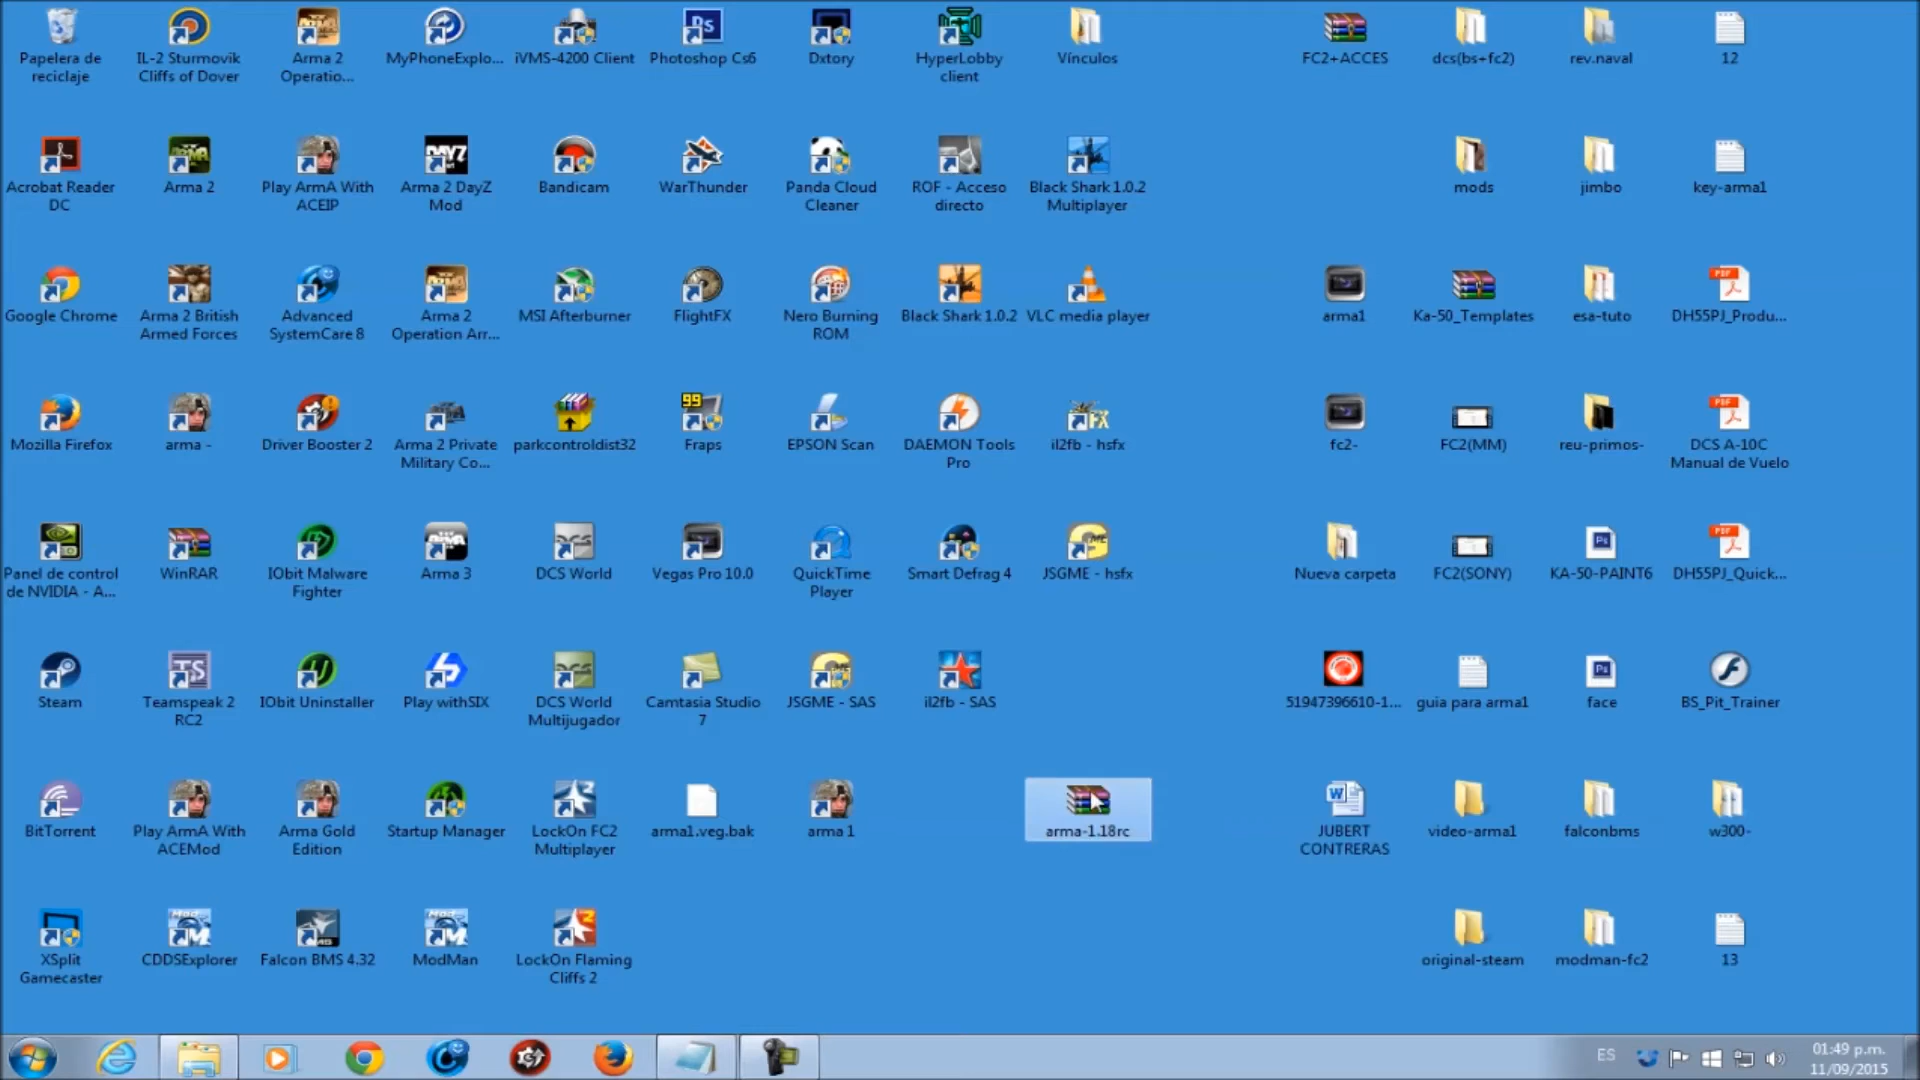 Papelera de
reciclaje
IL-2 Sturmovik
Cliffs of Dover
Arma 2
Operatio...
MyPhoneExplo...
iVMS-4200 Client
Photoshop Cs6
Dxtory
HyperLobby
client
Vínculos
FC2+ACCES
dcs(bs+fc2)
rev.naval
12
Acrobat Reader
DC
Arma 2
Play ArmA With
ACEIP
Arma 2 DayZ
Mod
Bandicam
WarThunder
Panda Cloud
Cleaner
ROF - Acceso
directo
Black Shark 1.0.2
Multiplayer
mods
jimbo
key-arma1
Google Chrome
Arma 2 British
Armed Forces
Advanced
SystemCare 8
Arma 2
Operation Arr...
MSI Afterburner
FlightFX
Nero Burning
ROM
Black Shark 1.0.2
VLC media player
arma1
Ka-50_Templates
esa-tuto
DH55PJ_Produ...
Mozilla Firefox
arma -
Driver Booster 2
Arma 2 Private
Military Co...
parkcontroldist32
Fraps
EPSON Scan
DAEMON Tools
Pro
il2fb - hsfx
fc2-
FC2(MM)
reu-primos-
DCS A-10C
Manual de Vuelo
Panel de control
de NVIDIA - A...
WinRAR
IObit Malware
Fighter
Arma 3
DCS World
Vegas Pro 10.0
QuickTime
Player
Smart Defrag 4
JSGME - hsfx
Nueva carpeta
FC2(SONY)
KA-50-PAINT6
DH55PJ_Quick...
Steam
Teamspeak 2
RC2
IObit Uninstaller
Play withSIX
DCS World
Multijugador
Camtasia Studio
7
JSGME - SAS
il2fb - SAS
51947396610-1...
guia para arma1
face
BS_Pit_Trainer
BitTorrent
Play ArmA With
ACEMod
Arma Gold
Edition
Startup Manager
LockOn FC2
Multiplayer
arma1.veg.bak
arma 1
arma-1.18rc
JUBERT
CONTRERAS
video-arma1
falconbms
w300-
XSplit
Gamecaster
CDDSExplorer
Falcon BMS 4.32
ModMan
LockOn Flaming
Cliffs 2
original-steam
modman-fc2
13
ES
01:49 p.m.
11/09/2015